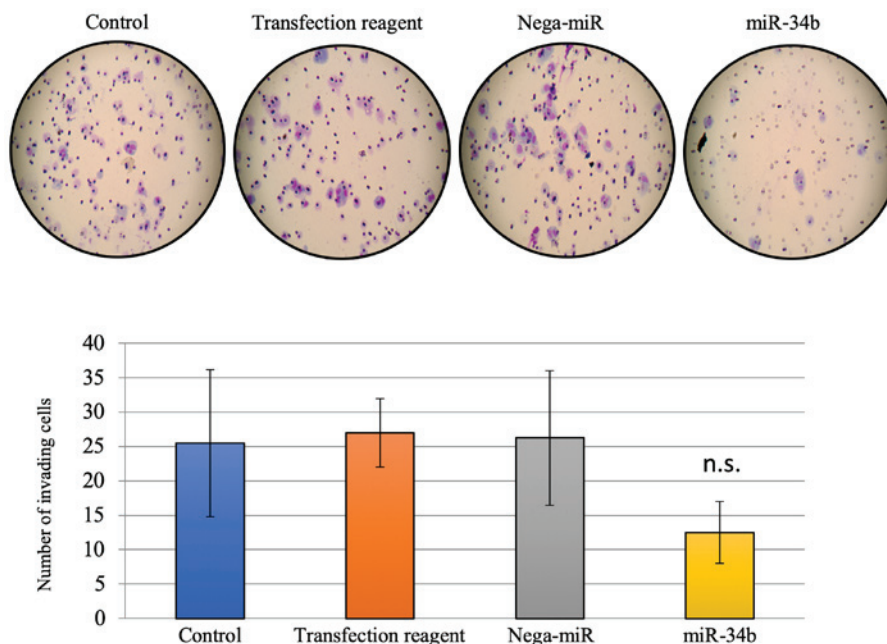 Control Transfection reagent Nega-miR miR-34b
40
35
30
25
20
15
10
5
0
Number of invading cells
n.s.
Control Transfection reagent Nega-miR miR-34b